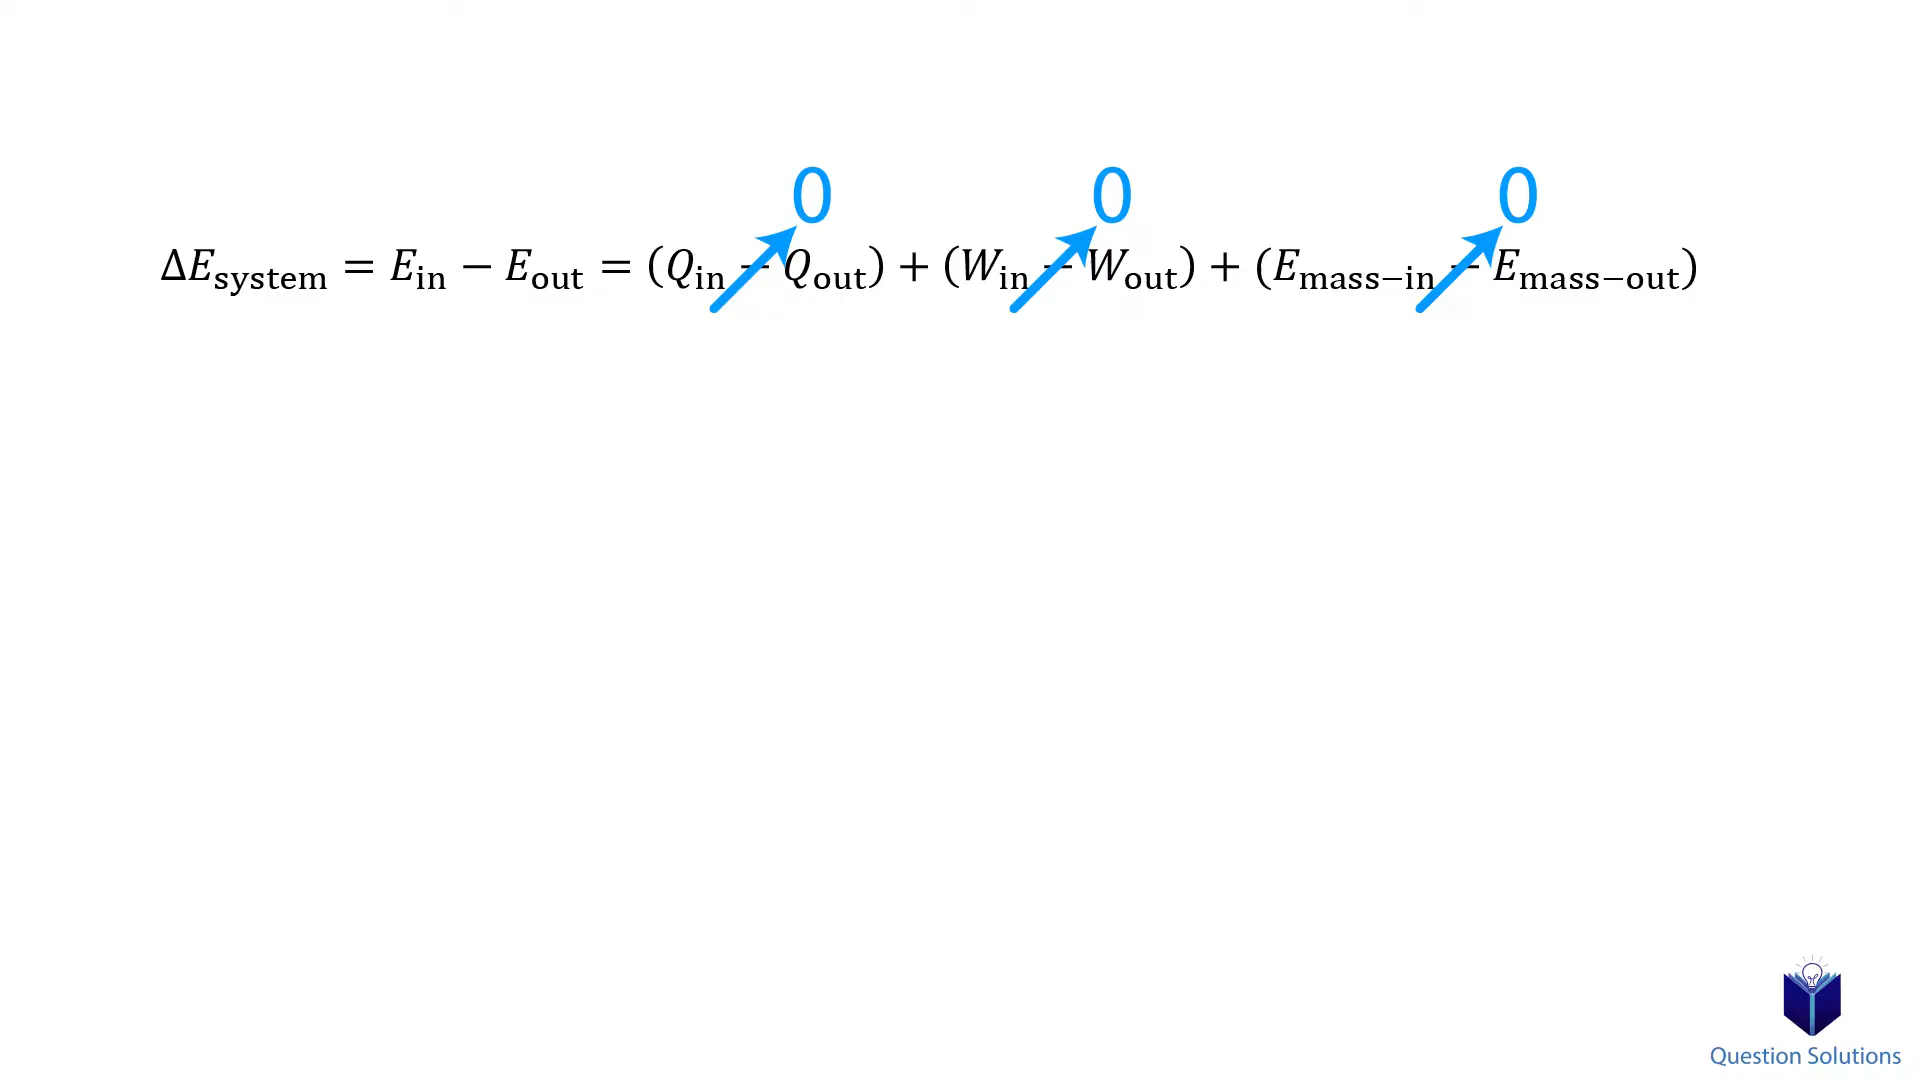 0 0 0
ΔE_system = E_in − E_out = (Q_in − Q_out) + (W_in − W_out) + (E_mass−in − E_mass−out)
Question Solutions